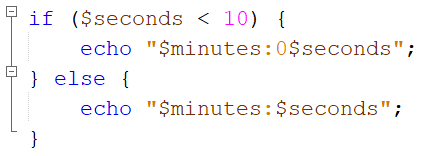 if ($seconds < 10) {
    echo "$minutes:0$seconds";
} else {
    echo "$minutes:$seconds";
}